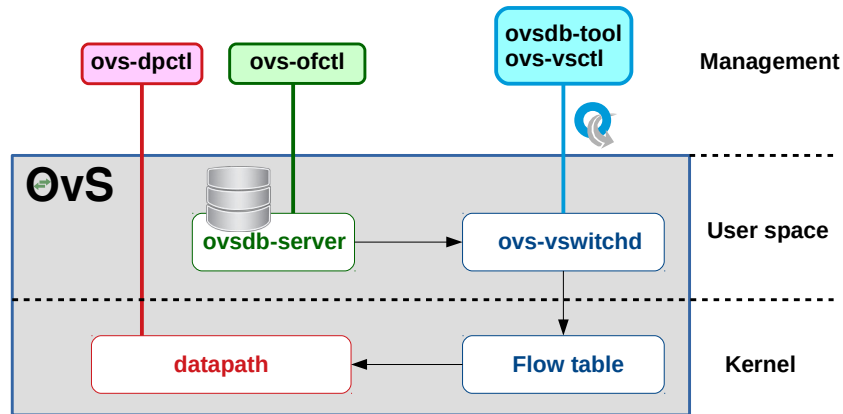 ovs-dpctl
ovs-ofctl
ovsdb-tool
ovs-vsctl
Management
OvS
ovsdb-server
ovs-vswitchd
User space
datapath
Flow table
Kernel